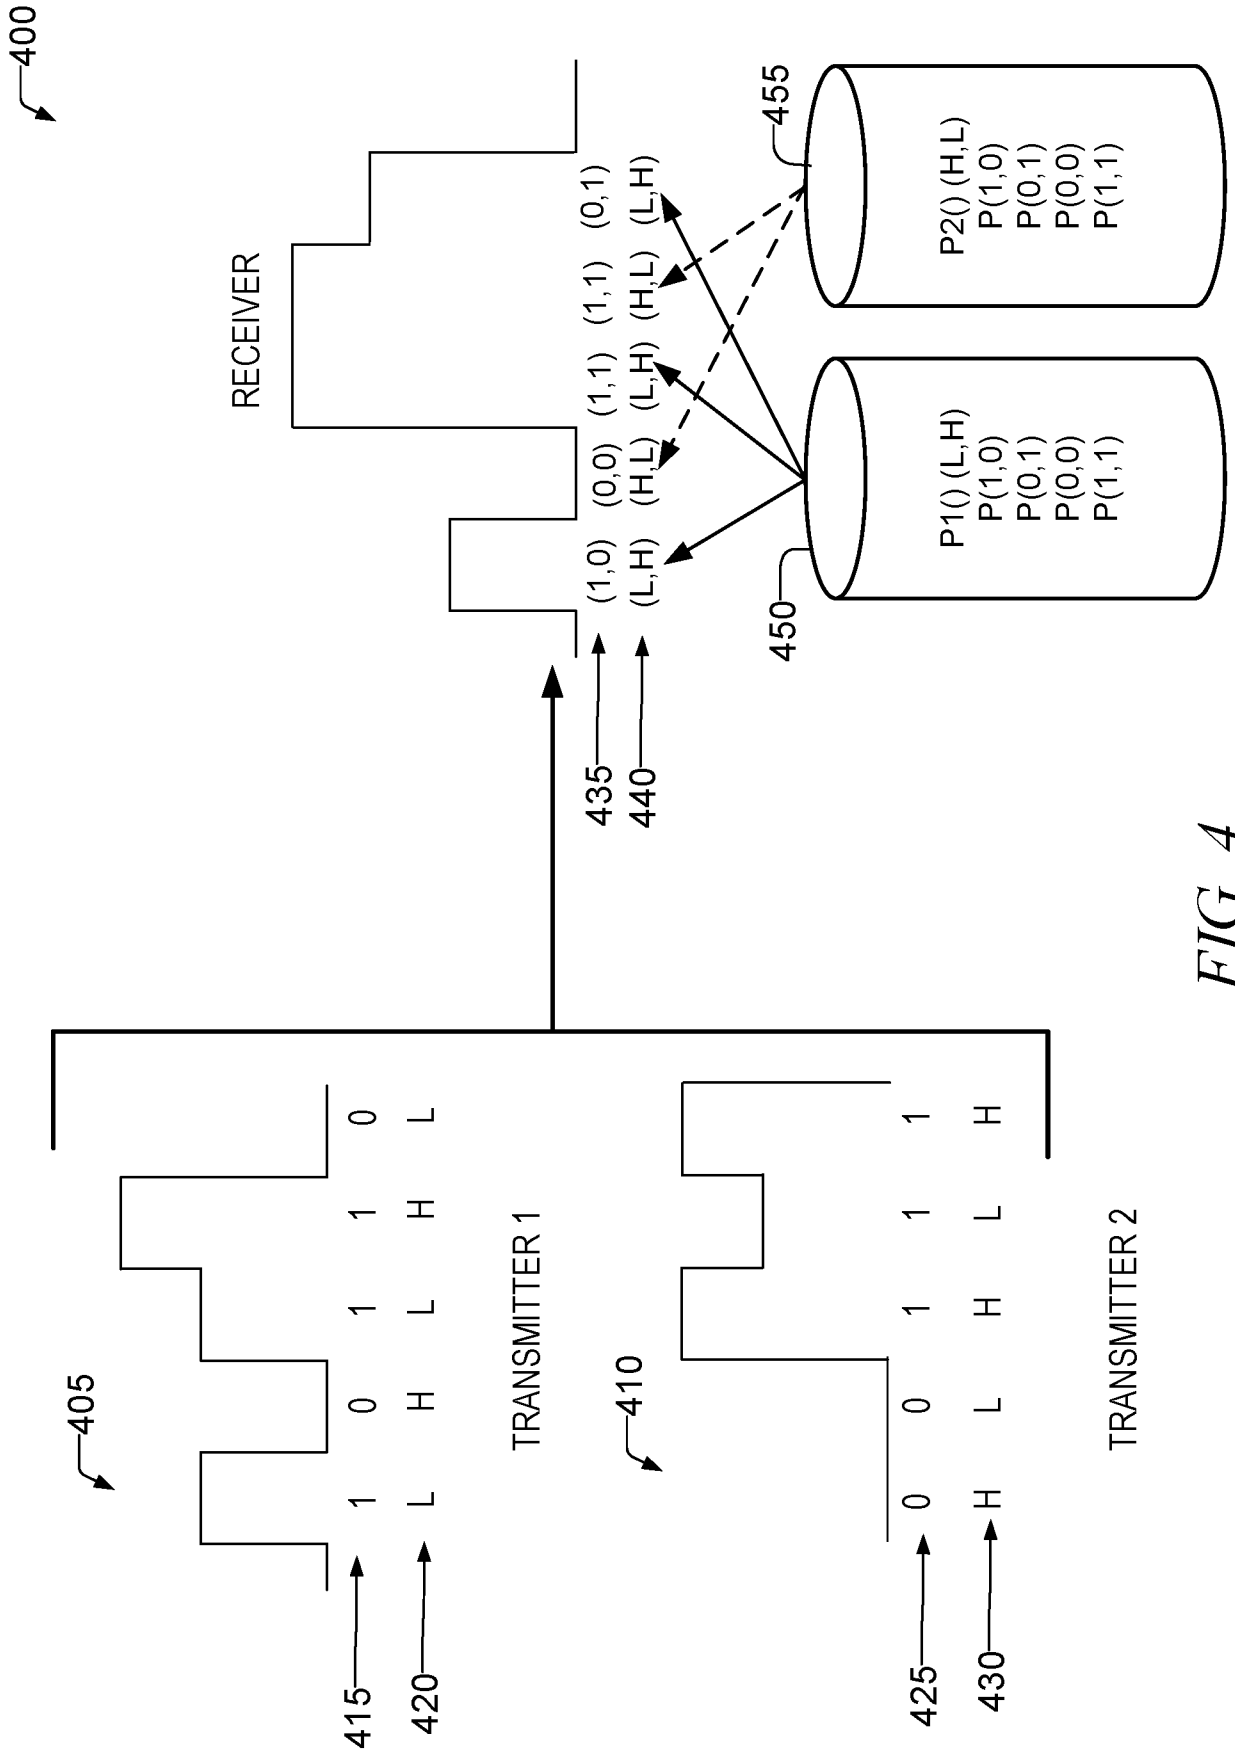 400
405
1 0 1 1 0
L H L H L
415
420
TRANSMITTER 1
410
0 0 1 1 1
H L H L H
425
430
TRANSMITTER 2
RECEIVER
(1,0) (0,0) (1,1) (1,1) (0,1)
(L,H) (H,L) (L,H) (H,L) (L,H)
435
440
450
P1() (L,H)
P(1,0)
P(0,1)
P(0,0)
P(1,1)
455
P2() (H,L)
P(1,0)
P(0,1)
P(0,0)
P(1,1)
FIG. 4